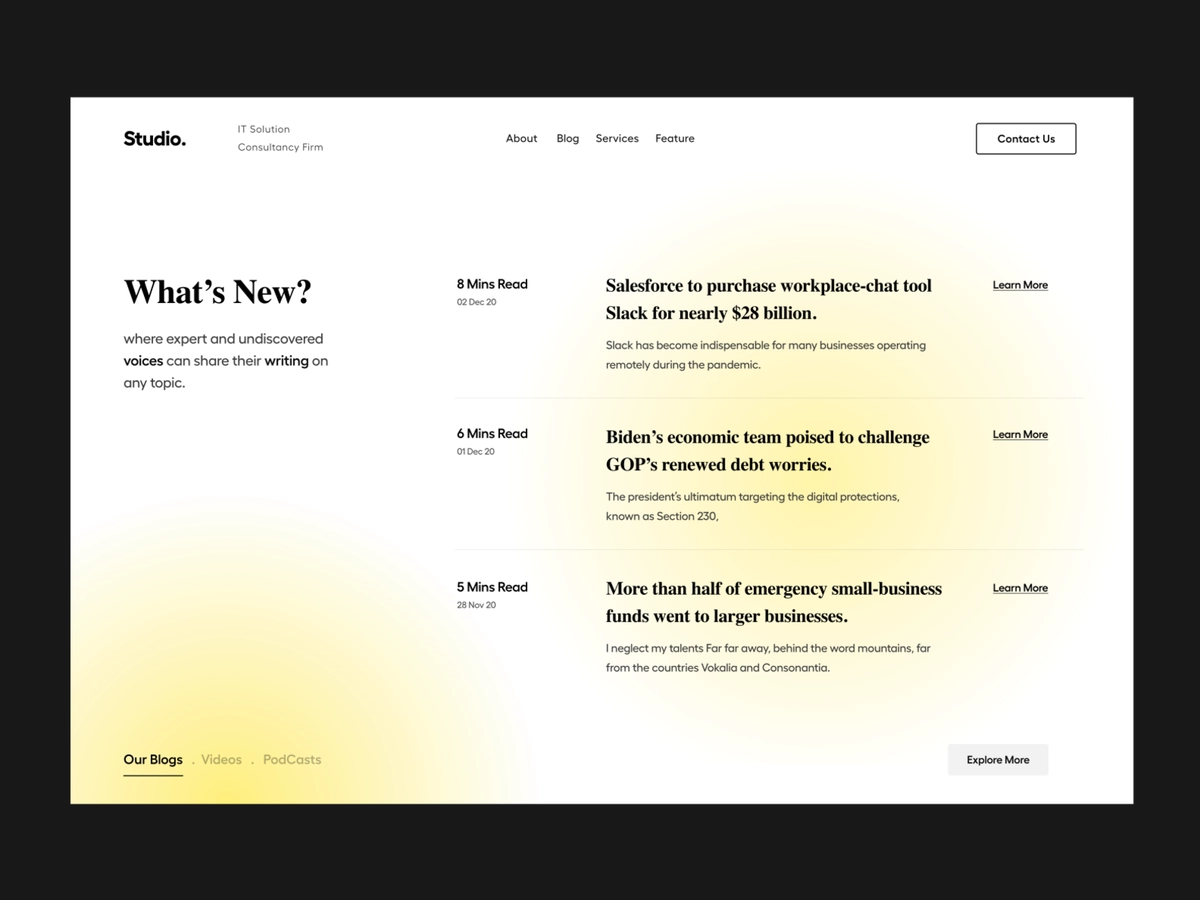 Studio.
IT Solution
Consultancy Firm
About Blog Services Feature
Contact Us
What’s New?
where expert and undiscovered
voices can share their writing on
any topic.
8 Mins Read
02 Dec 20
Salesforce to purchase workplace-chat tool
Slack for nearly $28 billion.
Slack has become indispensable for many businesses operating
remotely during the pandemic.
Learn More
6 Mins Read
01 Dec 20
Biden’s economic team poised to challenge
GOP’s renewed debt worries.
The president’s ultimatum targeting the digital protections,
known as Section 230,
Learn More
5 Mins Read
28 Nov 20
More than half of emergency small-business
funds went to larger businesses.
I neglect my talents Far far away, behind the word mountains, far
from the countries Vokalia and Consonantia.
Learn More
Our Blogs . Videos . PodCasts
Explore More